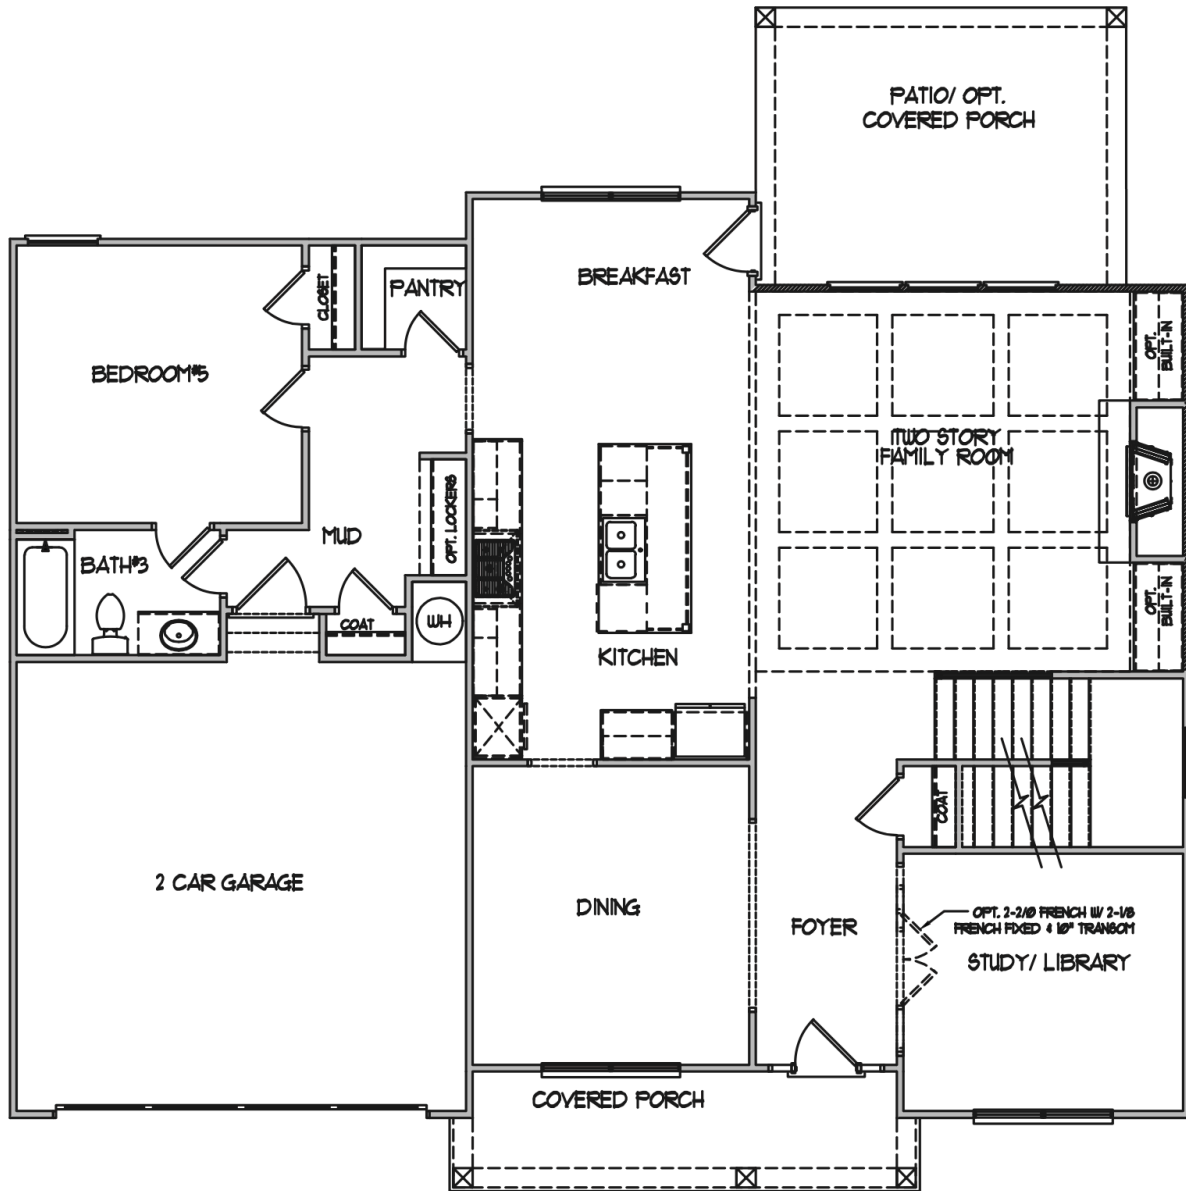 PATIO/ OPT.
COVERED PORCH
BREAKFAST
PANTRY
CLOSET
BEDROOM#5
OPT.
BUILT-IN
TWO STORY
FAMILY ROOM
OPT. LOCKERS
MUD
BATH#3
OPT.
BUILT-IN
COAT
WH
KITCHEN
COAT
2 CAR GARAGE
DINING
FOYER
OPT. 2-2/0 FRENCH W/ 2-1/8
FRENCH FIXED & 10" TRANSOM
STUDY/ LIBRARY
COVERED PORCH